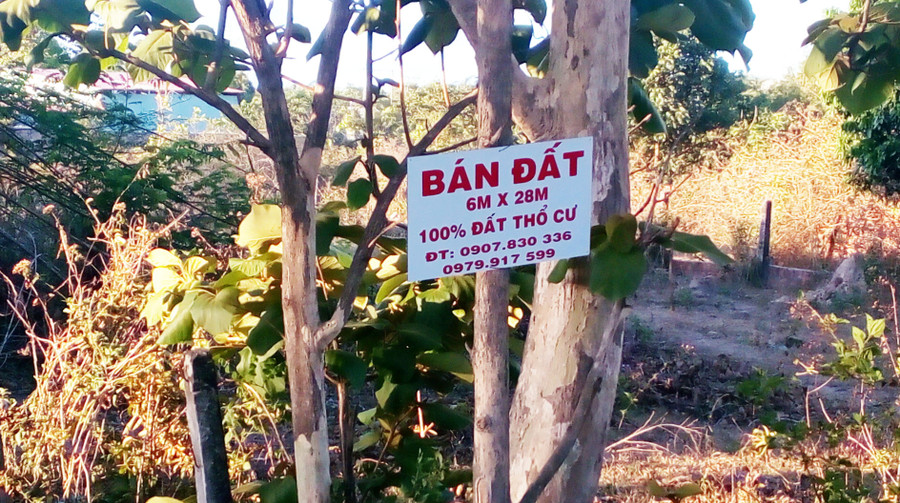 BÁN ĐẤT
6M X 28M
100% ĐẤT THỔ CƯ
ĐT: 0907.830 336
0979.917 599